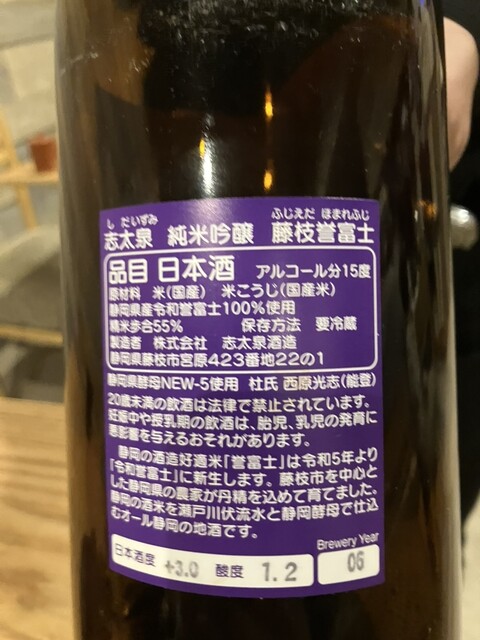 しだいずみ ふじえだ ほまれふじ
志太泉 純米吟醸 藤枝誉富士
品目 日本酒 アルコール分15度
原材料 米(国産) 米こうじ(国産米)
静岡県産令和誉富士100%使用
精米歩合55% 保存方法 要冷蔵
製造者 株式会社 志太泉酒造
静岡県藤枝市宮原423番地22の1
静岡県酵母NEW-5使用 杜氏 西原光志(能登)
20歳未満の飲酒は法律で禁止されています。
妊娠中や授乳期の飲酒は、胎児、乳児の発育に
悪影響を与えるおそれがあります。
静岡の酒造好適米「誉富士」は令和5年より
「令和誉富士」に新生します。藤枝市を中心と
した静岡県の農家が丹精を込めて育てました。
静岡の酒米を瀬戸川伏流水と静岡酵母で仕込
むオール静岡の地酒です。
日本酒度 +3.0 酸度 1.2
Brewery Year
06